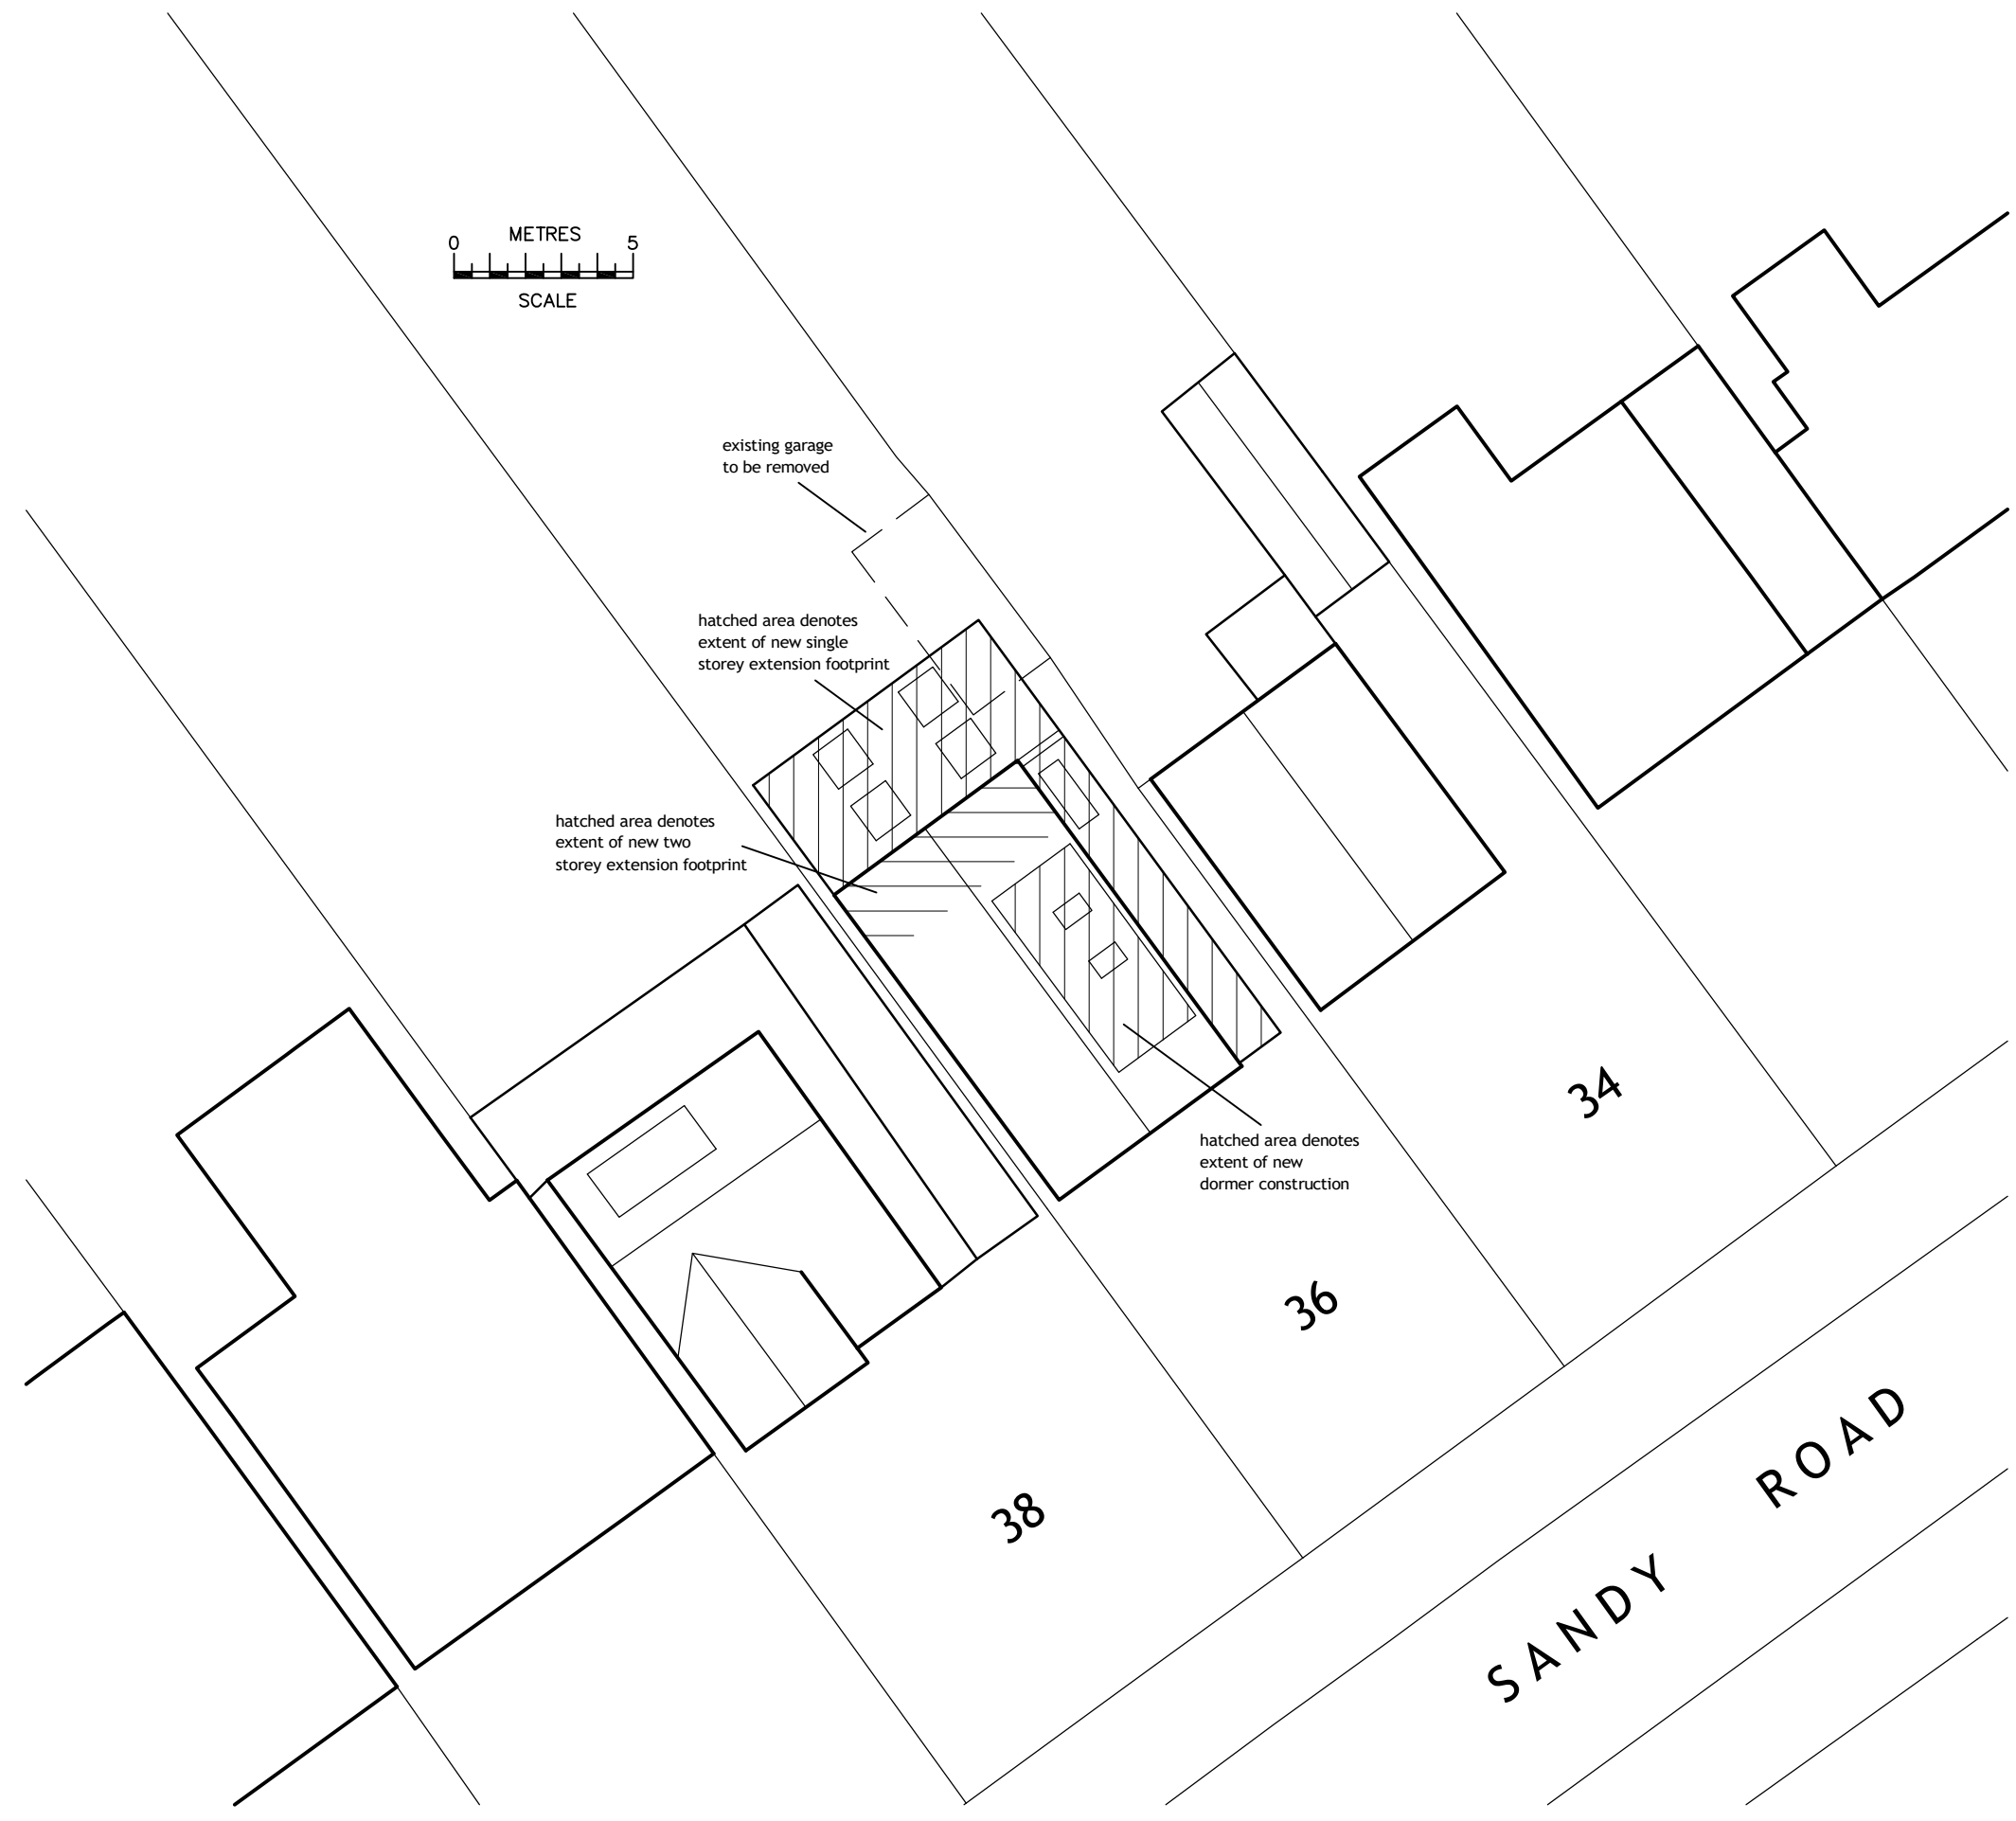 0 METRES 5
SCALE
existing garage
to be removed
hatched area denotes
extent of new single
storey extension footprint
hatched area denotes
extent of new two
storey extension footprint
hatched area denotes
extent of new
dormer construction
34
36
38
SANDY ROAD